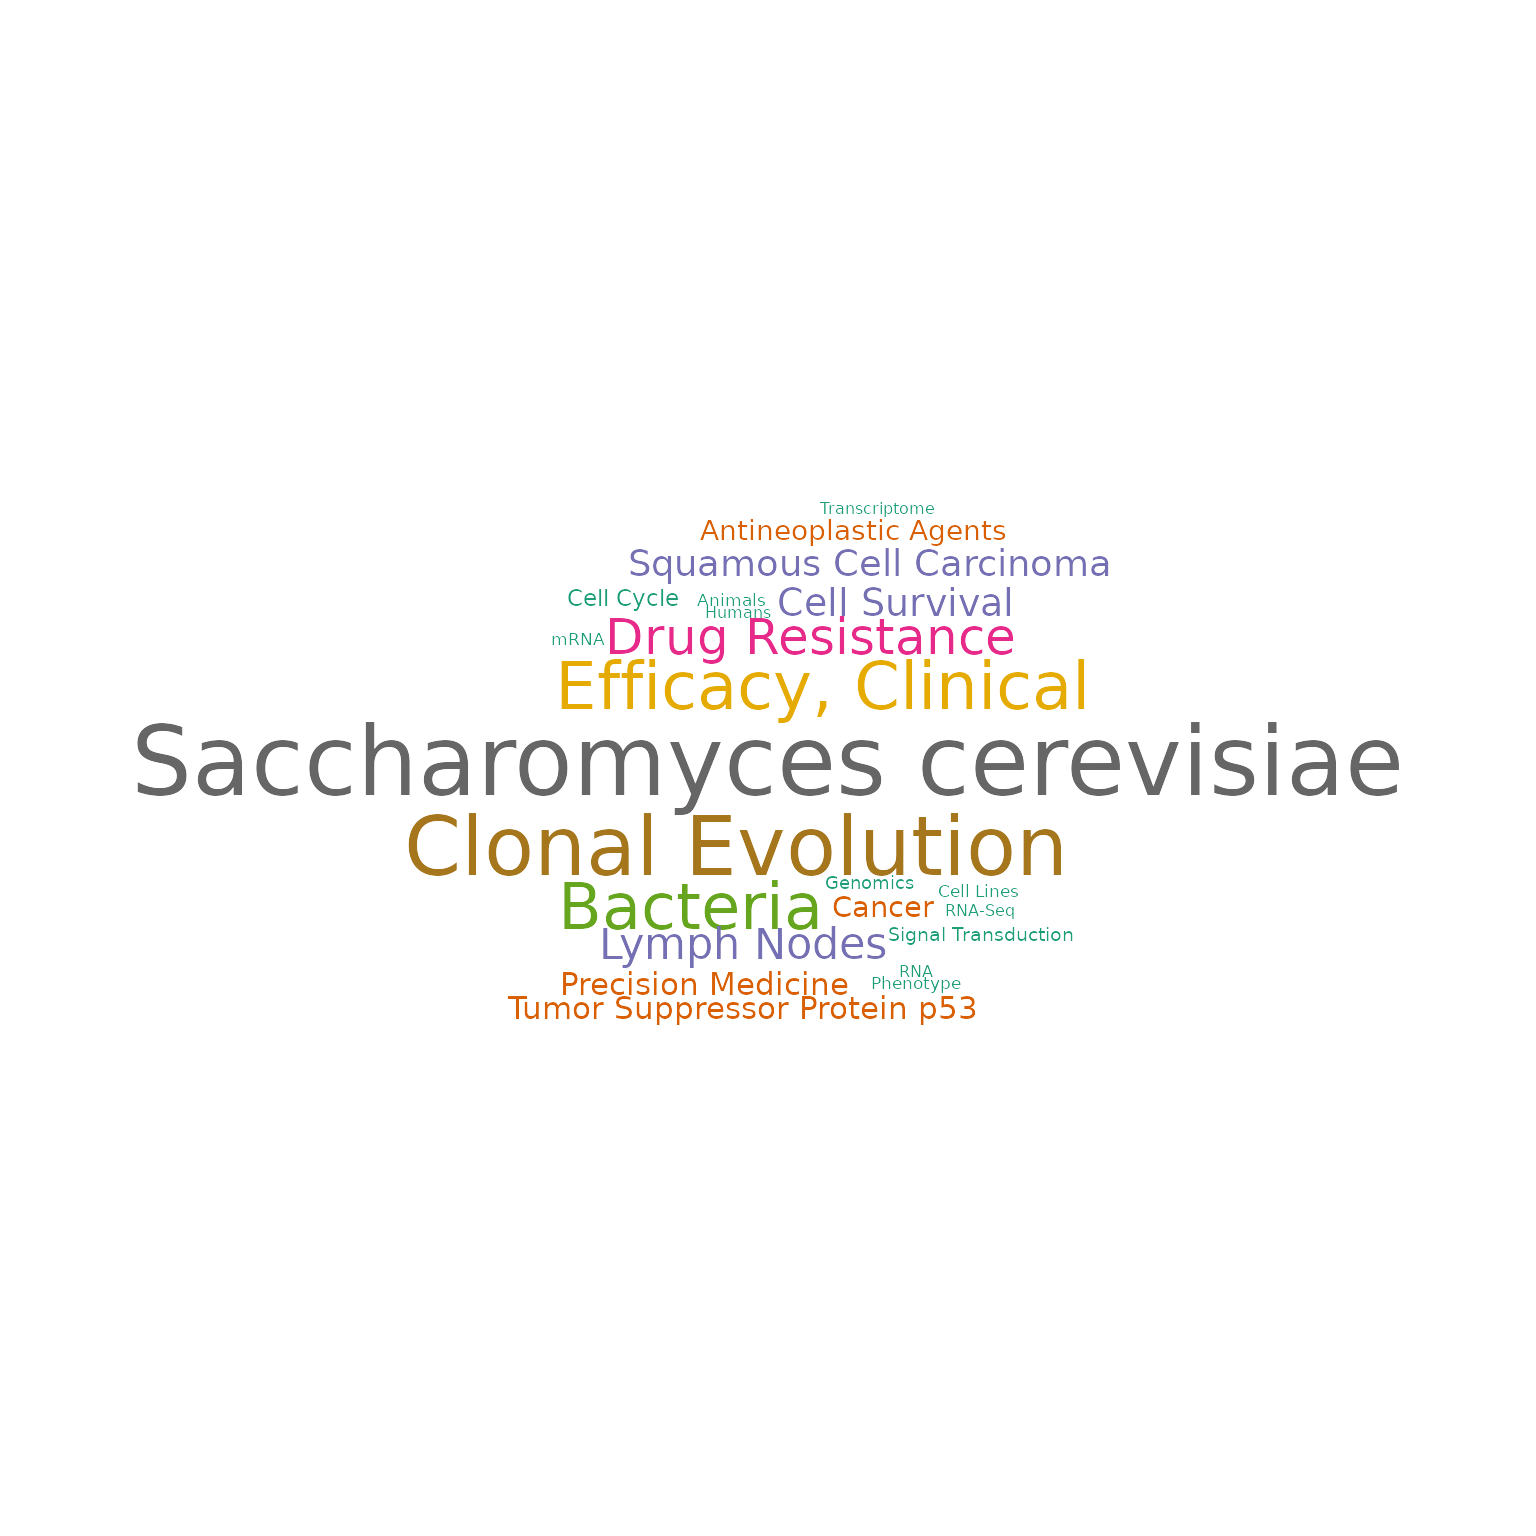 Transcriptome
Antineoplastic Agents
Squamous Cell Carcinoma
Cell Cycle
Animals
Cell Survival
Humans
mRNA
Drug Resistance
Efficacy, Clinical
Saccharomyces cerevisiae
Clonal Evolution
Genomics
Cell Lines
Bacteria
Cancer
RNA-Seq
Lymph Nodes
Signal Transduction
RNA
Precision Medicine
Phenotype
Tumor Suppressor Protein p53